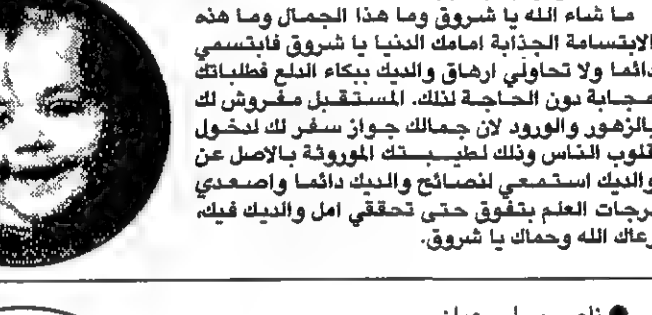 ما شاء الله يا شروق وما هذا الجمال وما هذه
الابتسامة الجذابة امامك الدنيا يا شروق فابتسمي
دائما ولا تحاولي ارهاق والديك ببكاء الدلع فطلباتك
مجابة دون الحاجة لذلك. المستقبل مفروش لك
بالزهور والورود لان جمالك جواز سفر لك لدخول
قلوب الناس وذلك لطيبتك الموروثة بالاصل عن
والديك استمعي لنصائح والديك دائما واصعدي
درجات العلم بتفوق حتى تحققي امل والديك فيك،
رعاك الله وحماك يا شروق.